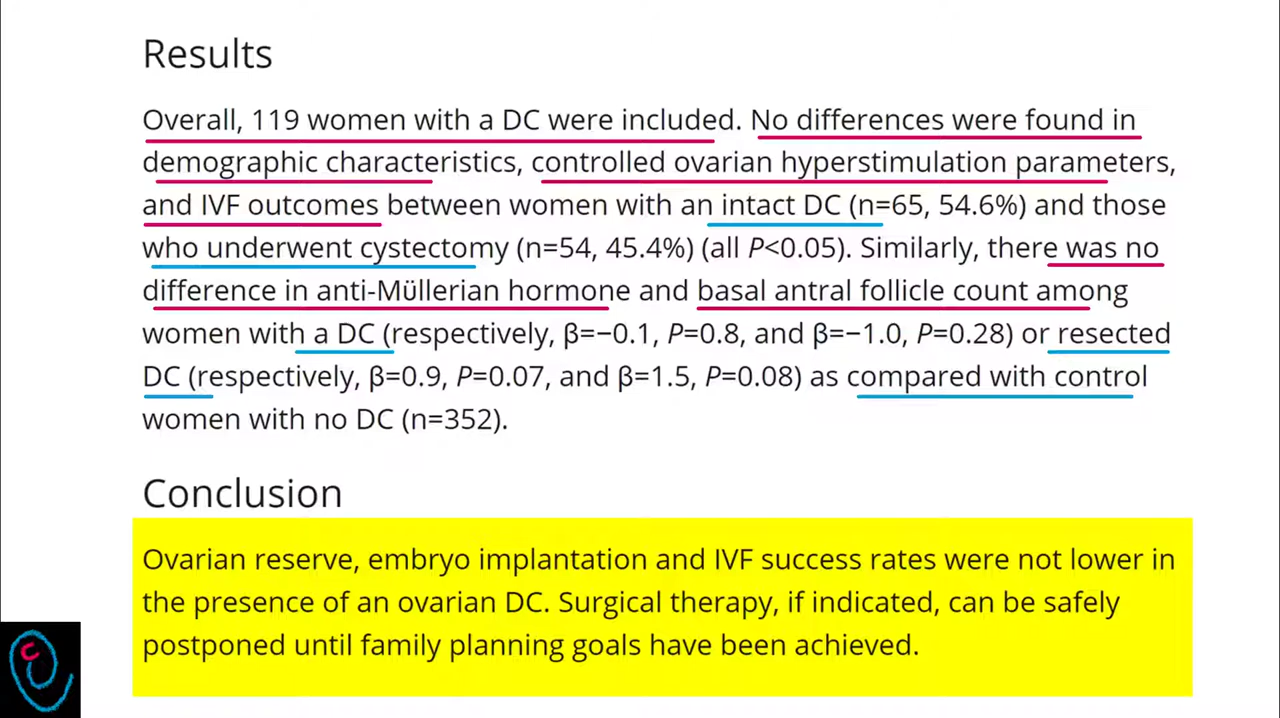 Results
Overall, 119 women with a DC were included. No differences were found in
demographic characteristics, controlled ovarian hyperstimulation parameters,
and IVF outcomes between women with an intact DC (n=65, 54.6%) and those
who underwent cystectomy (n=54, 45.4%) (all P<0.05). Similarly, there was no
difference in anti-Müllerian hormone and basal antral follicle count among
women with a DC (respectively, β=−0.1, P=0.8, and β=−1.0, P=0.28) or resected
DC (respectively, β=0.9, P=0.07, and β=1.5, P=0.08) as compared with control
women with no DC (n=352).
Conclusion
Ovarian reserve, embryo implantation and IVF success rates were not lower in
the presence of an ovarian DC. Surgical therapy, if indicated, can be safely
postponed until family planning goals have been achieved.